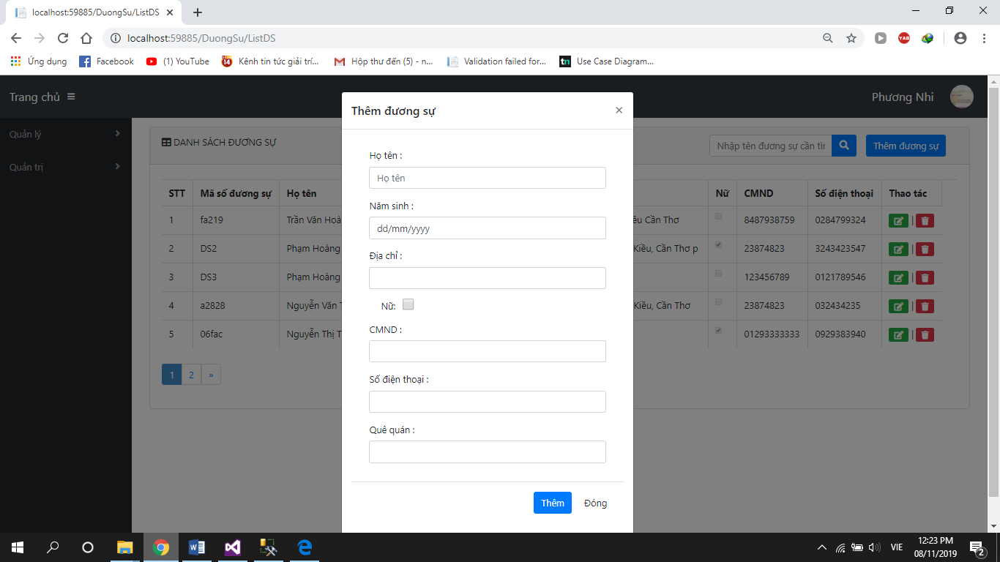 localhost:59885/DuongSu/ListDS
localhost:59885/DuongSu/ListDS
Ứng dụng Facebook (1) YouTube Kênh tin tức giải trí... Hộp thư đến (5) - n... Validation failed for... Use Case Diagram...
Trang chủ
Phương Nhi
Quản lý
Quản trị
DANH SÁCH ĐƯƠNG SỰ
Thêm đương sự
STT Mã số đương sự Họ tên Nữ CMND Số điện thoại Thao tác
1 fa219 Trần Văn Hoà Cần Thơ 8487938759 0284799324 |
2 DS2 Phạm Hoàng Kiều, Cần Thơ p 23874823 3243423547 |
3 DS3 Phạm Hoàng 123456789 0121789546 |
4 a2828 Nguyễn Văn Kiều, Cần Thơ 23874823 032434235 |
5 06fac Nguyễn Thị 01293333333 0929383940 |
1 2 »
Nhập tên đương sự cần
Thêm đương sự ×
Họ tên :
Họ tên
Năm sinh :
dd/mm/yyyy
Địa chỉ :
Nữ:
CMND :
Số điện thoại :
Quê quán :
Thêm Đóng
VIE
12:23 PM
08/11/2019
2